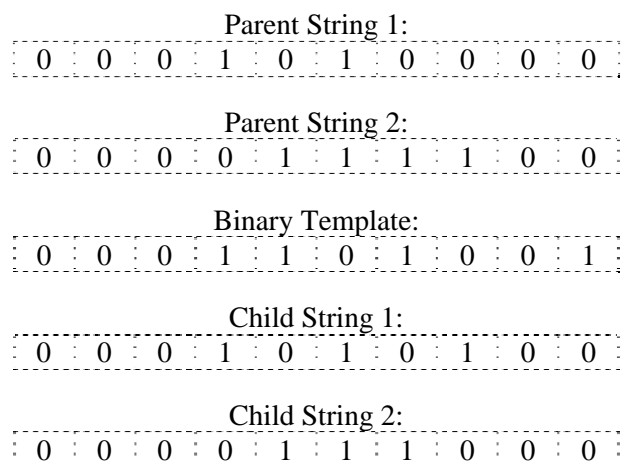 Parent String 1:
0 0 0 1 0 1 0 0 0 0
Parent String 2:
0 0 0 0 1 1 1 1 0 0
Binary Template:
0 0 0 1 1 0 1 0 0 1
Child String 1:
0 0 0 1 0 1 0 1 0 0
Child String 2:
0 0 0 0 1 1 1 0 0 0